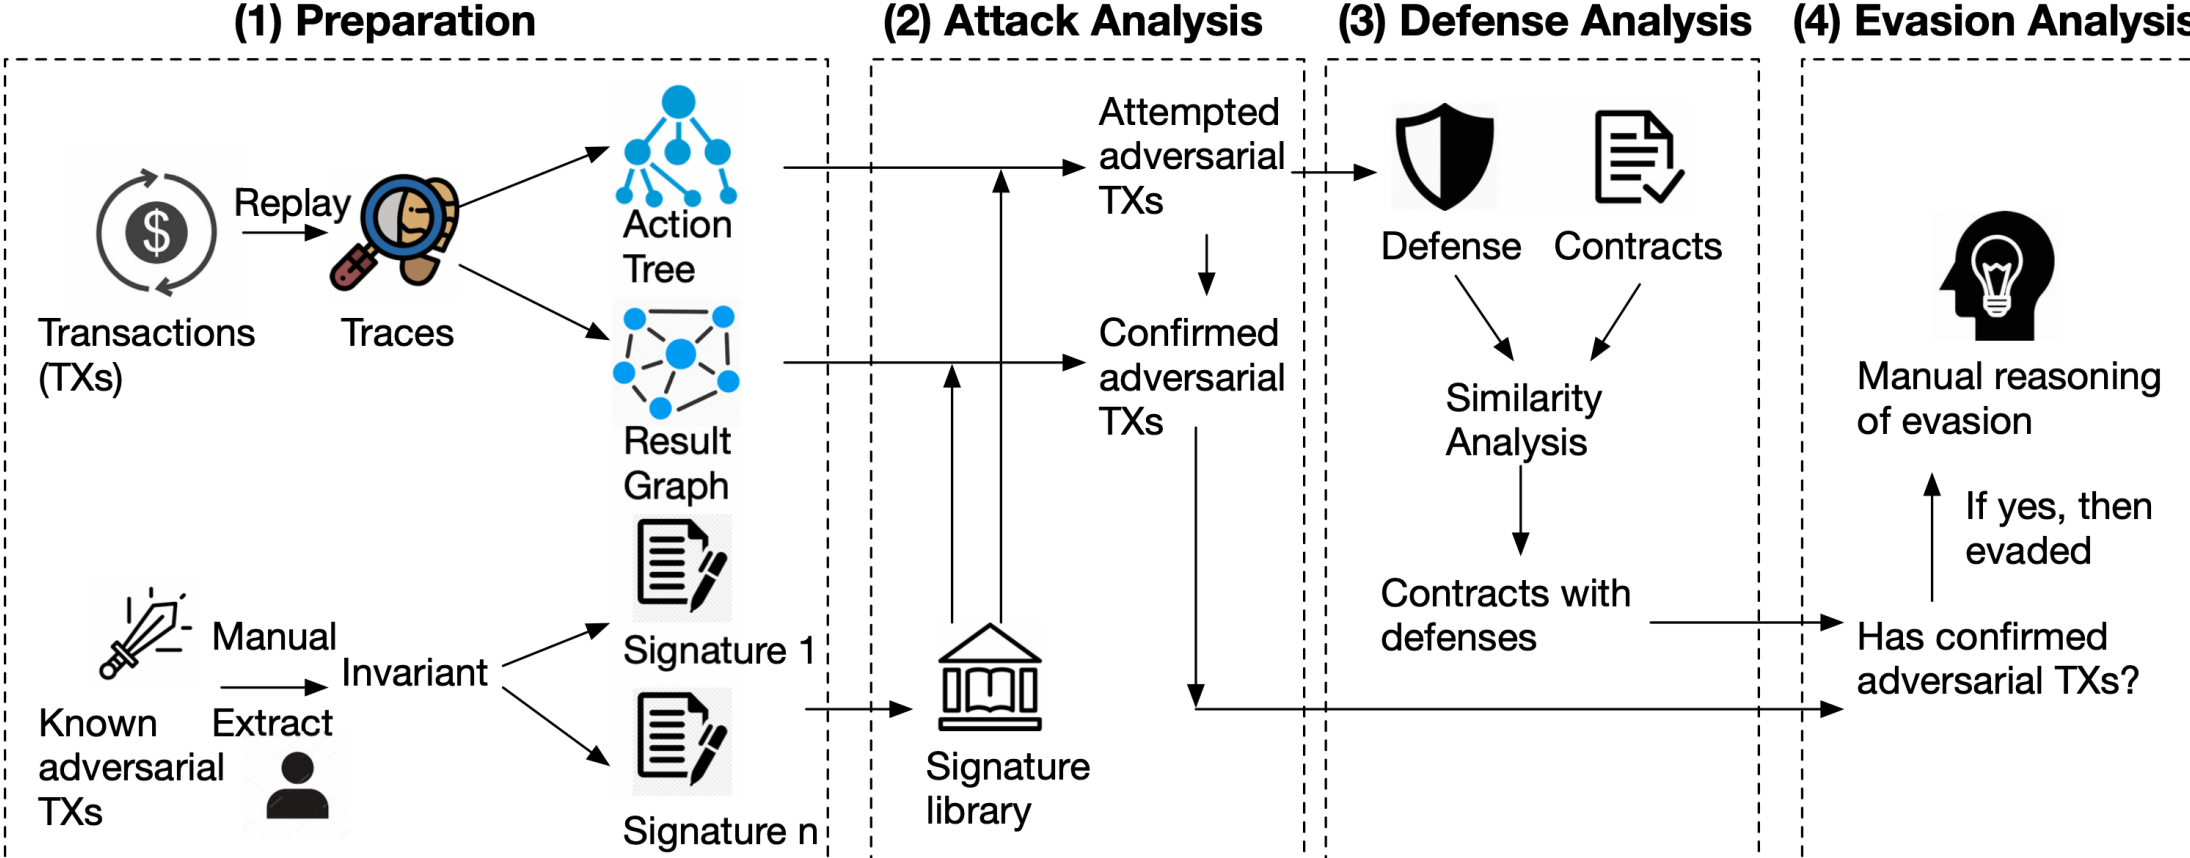 (1) Preparation
(2) Attack Analysis
(3) Defense Analysis
(4) Evasion Analysis
Transactions
(TXs)
Replay
Traces
Action
Tree
Result
Graph
Known
adversarial
TXs
Manual
Extract
Invariant
Signature 1
Signature n
Attempted
adversarial
TXs
Confirmed
adversarial
TXs
Signature
library
Defense
Contracts
Similarity
Analysis
Contracts with
defenses
Manual reasoning
of evasion
If yes, then
evaded
Has confirmed
adversarial TXs?